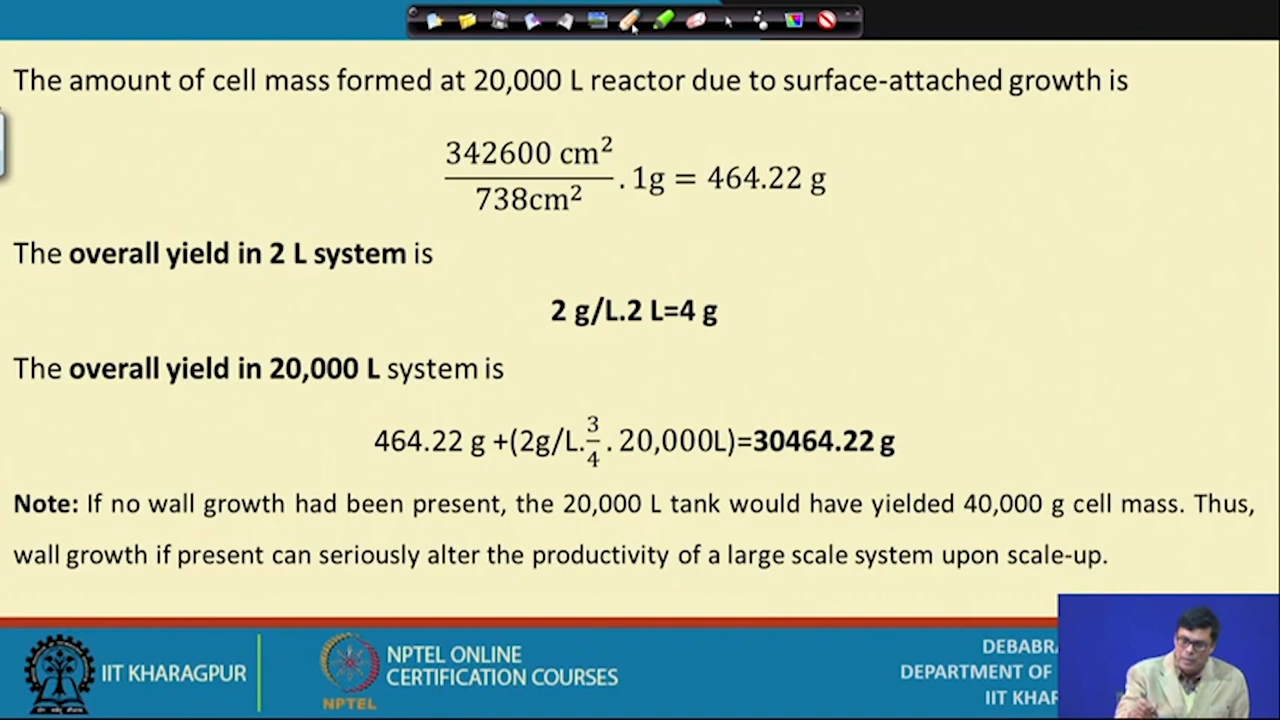 The amount of cell mass formed at 20,000 L reactor due to surface-attached growth is
342600 cm²
738cm²
. 1g = 464.22 g
The overall yield in 2 L system is
2 g/L.2 L=4 g
The overall yield in 20,000 L system is
464.22 g +(2g/L.3/4 . 20,000L)=30464.22 g
Note: If no wall growth had been present, the 20,000 L tank would have yielded 40,000 g cell mass. Thus,
wall growth if present can seriously alter the productivity of a large scale system upon scale-up.
IIT KHARAGPUR
NPTEL
NPTEL ONLINE
CERTIFICATION COURSES
DEBABR
DEPARTMENT OF
IIT KHAR